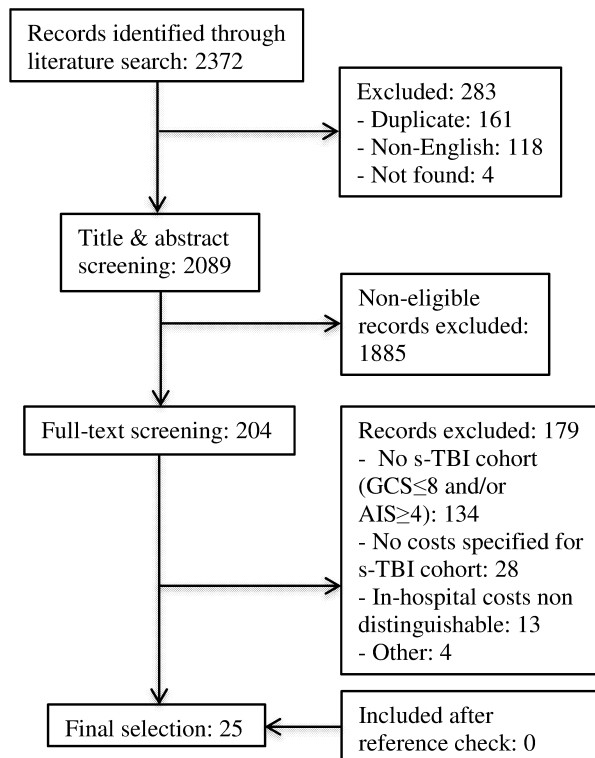 Records identified through
literature search: 2372
Excluded: 283
- Duplicate: 161
- Non-English: 118
- Not found: 4
Title & abstract
screening: 2089
Non-eligible
records excluded:
1885
Full-text screening: 204
Records excluded: 179
- No s-TBI cohort
(GCS≤8 and/or
AIS≥4): 134
- No costs specified for
s-TBI cohort: 28
- In-hospital costs non
distinguishable: 13
- Other: 4
Final selection: 25
Included after
reference check: 0